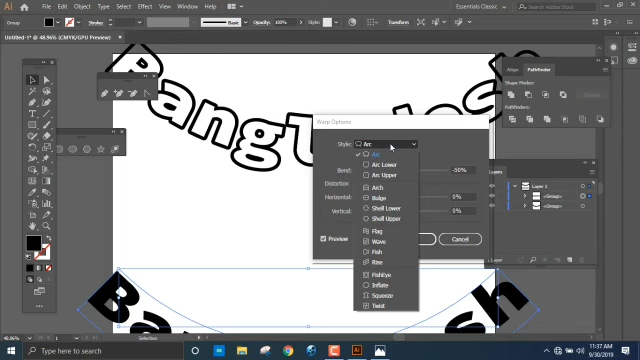 Ai
File Edit Object Type Select Effect View Window Help
Essentials Classic
Search Adobe Stock
Group
Stroke:
Basic
Opacity: 100%
Style:
Transform
Untitled-1* @ 48.96% (CMYK/GPU Preview)
Align
Pathfinder
Shape Modes:
Expand
Pathfinders:
Warp Options
Style: Arc
Arc
Arc Lower
Arc Upper
Arch
Bulge
Shell Lower
Shell Upper
Flag
Wave
Fish
Rise
FishEye
Inflate
Squeeze
Twist
Bend: -50%
Distortion
Horizontal: 0%
Vertical: 0%
Preview
Cancel
Layers
Layer 1
<Group>
<Group>
1 Layer
48.96%
Type here to search
11:37 AM
9/30/2019